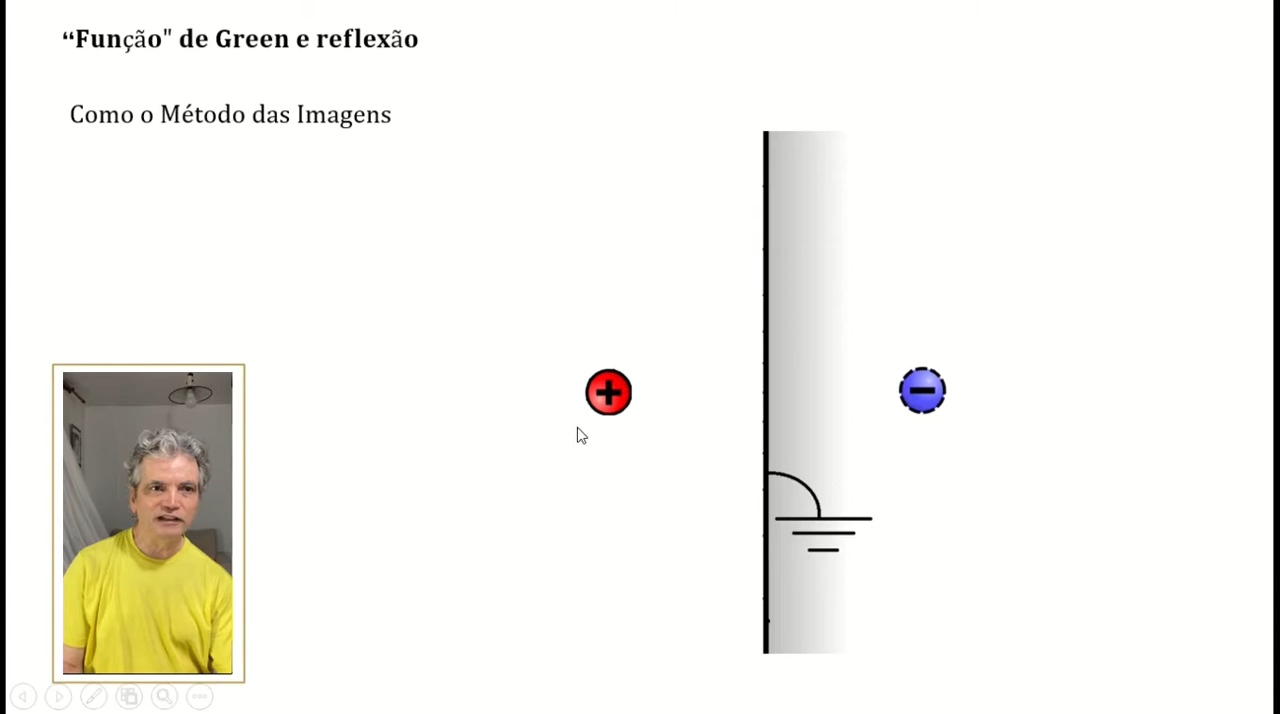 “Função" de Green e reflexão
Como o Método das Imagens
+
−